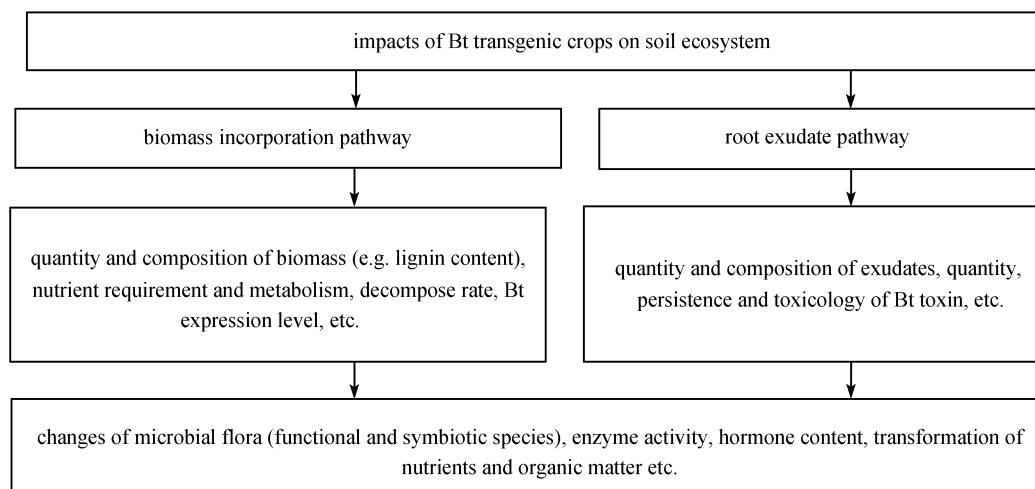 impacts of Bt transgenic crops on soil ecosystem
biomass incorporation pathway
root exudate pathway
quantity and composition of biomass (e.g. lignin content),
nutrient requirement and metabolism, decompose rate, Bt
expression level, etc.
quantity and composition of exudates, quantity,
persistence and toxicology of Bt toxin, etc.
changes of microbial flora (functional and symbiotic species), enzyme activity, hormone content, transformation of
nutrients and organic matter etc.